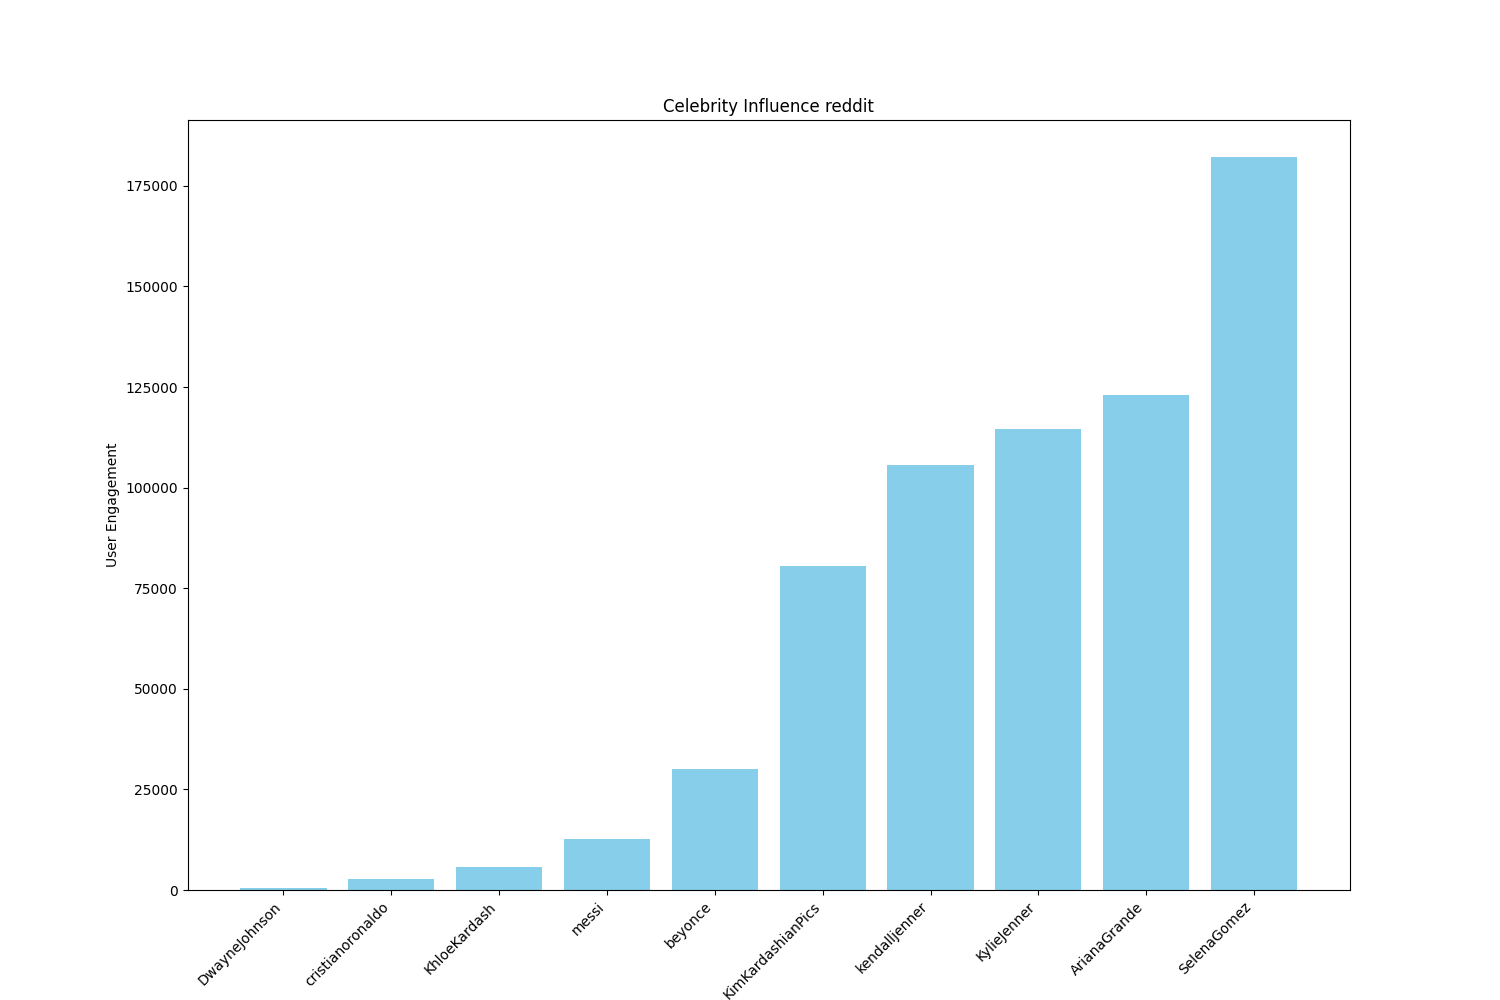 Celebrity Influence reddit
175000
150000
125000
100000
75000
50000
25000
0
User Engagement
DwayneJohnson
cristianoronaldo
KhloeKardash
messi
beyonce
KimKardashianPics
kendalljenner
KylieJenner
ArianaGrande
SelenaGomez